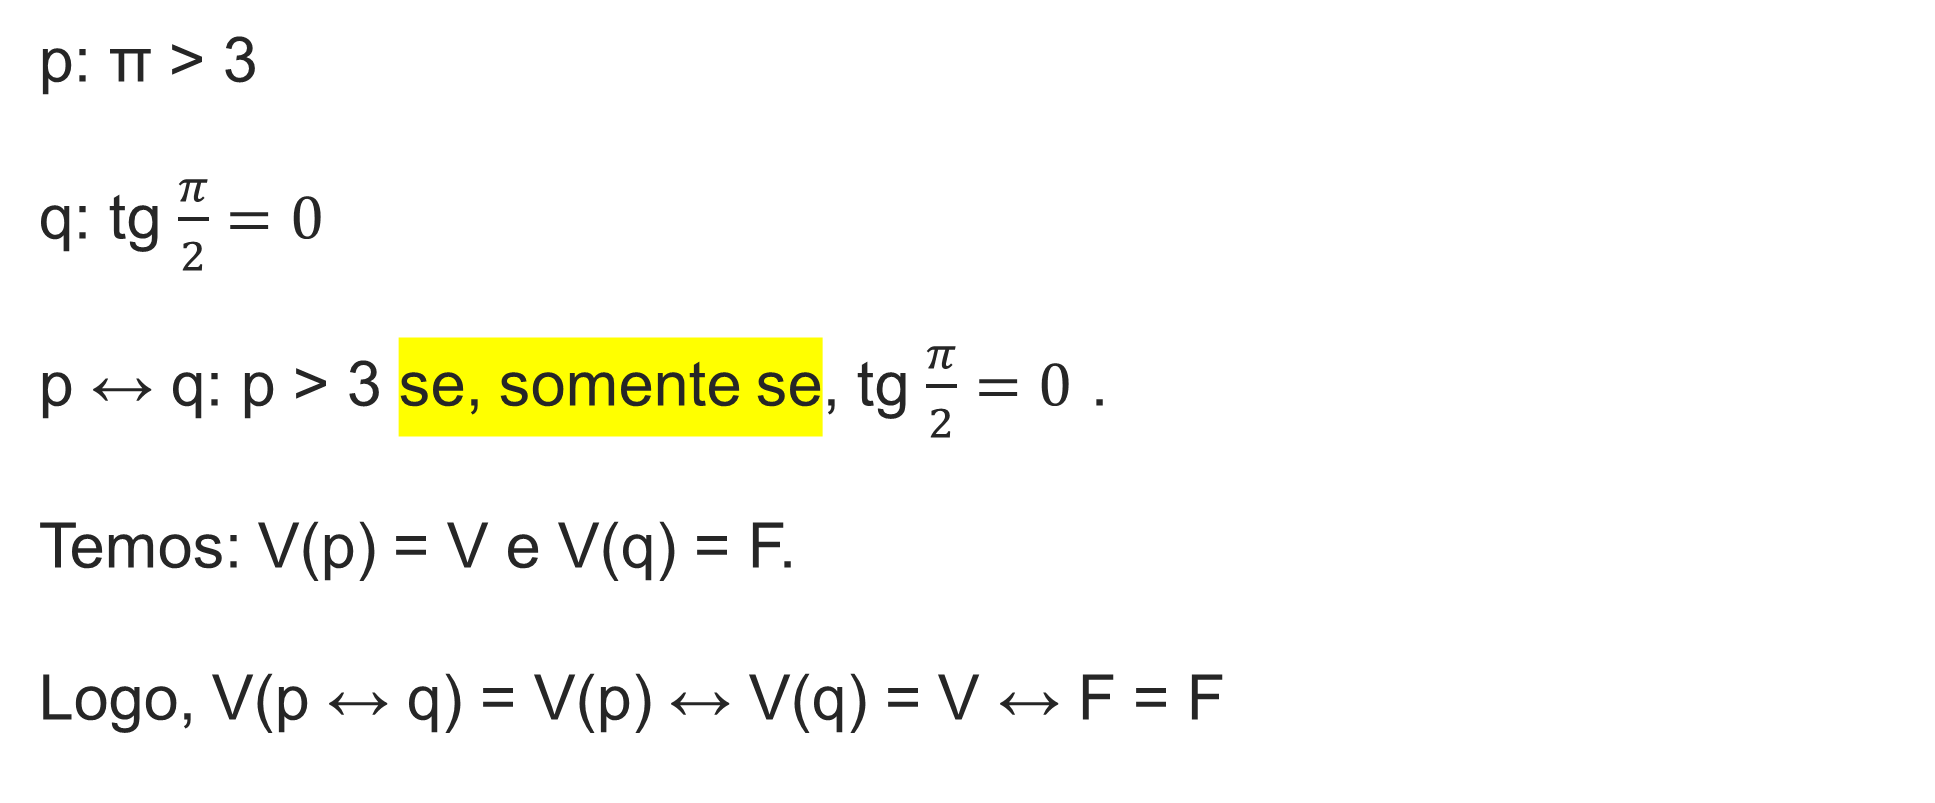 p: π > 3
q: tg π/2 = 0
p ↔ q: p > 3 se, somente se, tg π/2 = 0 .
Temos: V(p) = V e V(q) = F.
Logo, V(p ↔ q) = V(p) ↔ V(q) = V ↔ F = F